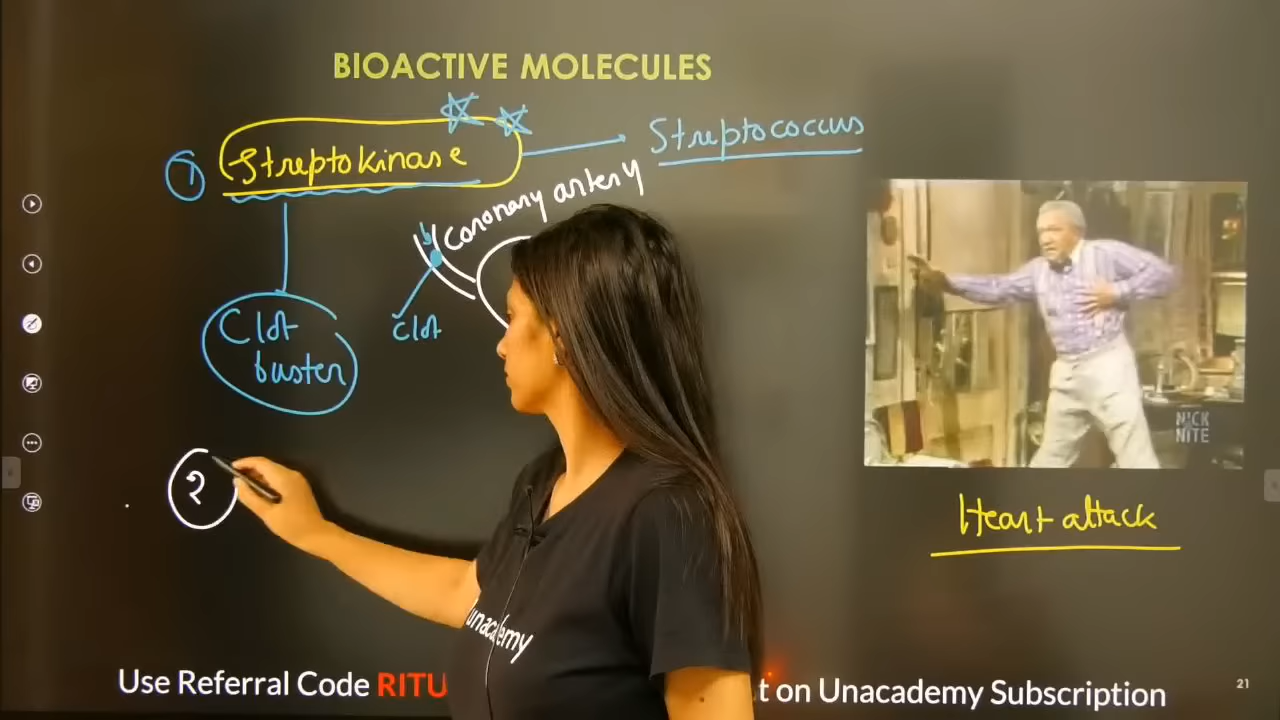 BIOACTIVE MOLECULES
1 Streptokinase
Streptococcus
Coronary artery
Clot
buster
Clot
2
NICK
NITE
Heart attack
unacademy
Use Referral Code RITU
t on Unacademy Subscription
21